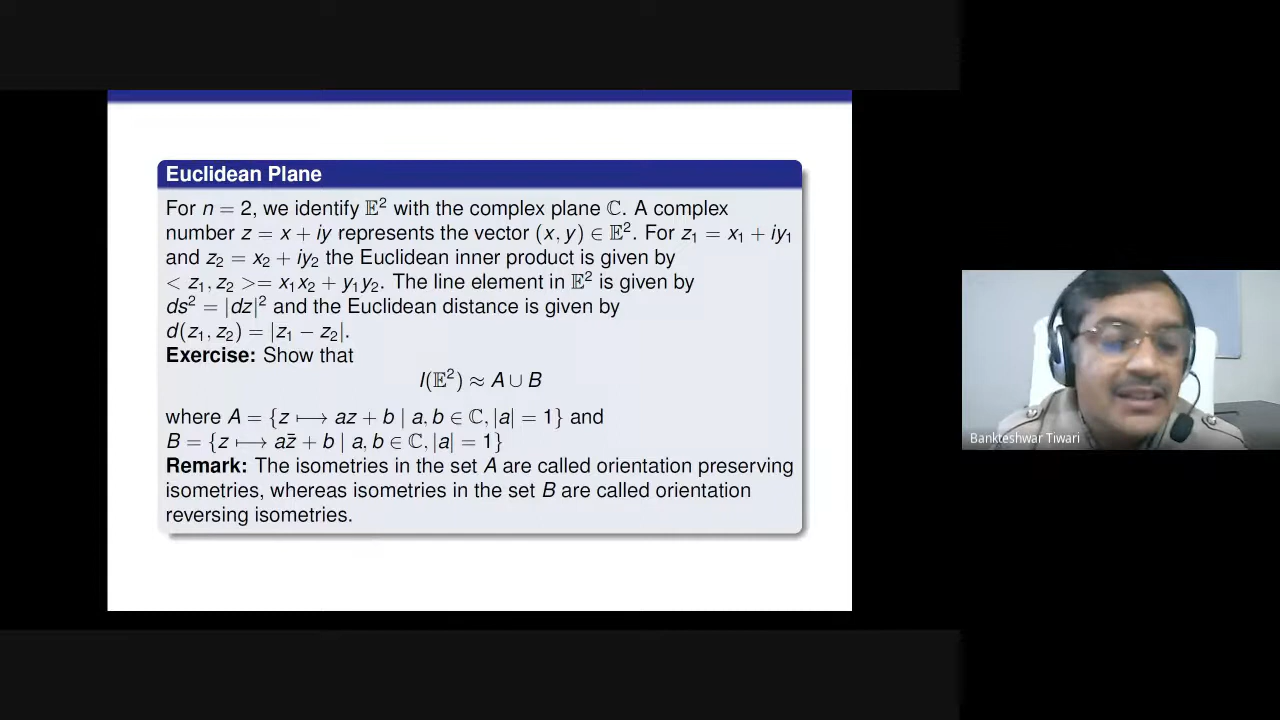 Euclidean Plane
For n = 2, we identify 𝔼² with the complex plane ℂ. A complex
number z = x + iy represents the vector (x, y) ∈ 𝔼². For z₁ = x₁ + iy₁
and z₂ = x₂ + iy₂ the Euclidean inner product is given by
< z₁, z₂ >= x₁x₂ + y₁y₂. The line element in 𝔼² is given by
ds² = |dz|² and the Euclidean distance is given by
d(z₁, z₂) = |z₁ − z₂|.
Exercise: Show that
I(𝔼²) ≈ A ∪ B
where A = {z ⟼ az + b | a, b ∈ ℂ, |a| = 1} and
B = {z ⟼ az̄ + b | a, b ∈ ℂ, |a| = 1}
Remark: The isometries in the set A are called orientation preserving
isometries, whereas isometries in the set B are called orientation
reversing isometries.
Bankteshwar Tiwari